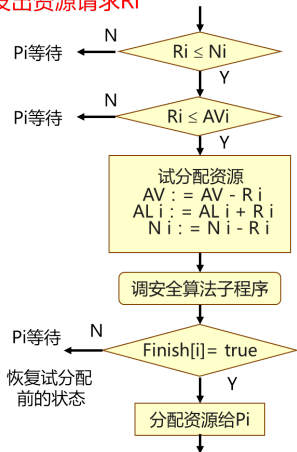 发出资源请求Ri
N
Pi等待
Ri ≤ Ni
Y
N
Pi等待
Ri ≤ AVi
Y
试分配资源
AV : = AV - R i
AL i : = AL i + R i
N i : = N i - R i
调安全算法子程序
N
Pi等待
Finish[i]= true
恢复试分配
前的状态
Y
分配资源给Pi